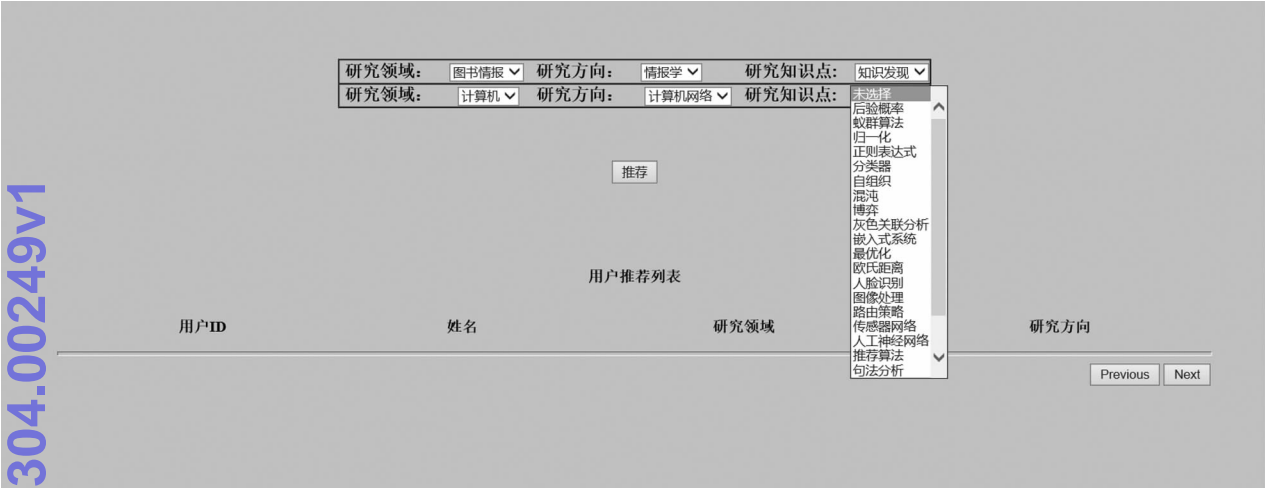 研究领域： 图书情报 研究方向： 情报学 研究知识点： 知识发现
研究领域： 计算机 研究方向： 计算机网络 研究知识点：
未选择
后验概率
蚁群算法
归一化
正则表达式
分类器
自组织
混沌
博弈
灰色关联分析
嵌入式系统
最优化
欧氏距离
人脸识别
图像处理
路由策略
传感器网络
人工神经网络
推荐算法
句法分析
推荐
用户推荐列表
用户ID 姓名 研究领域 研究方向
Previous Next
304.00249v1